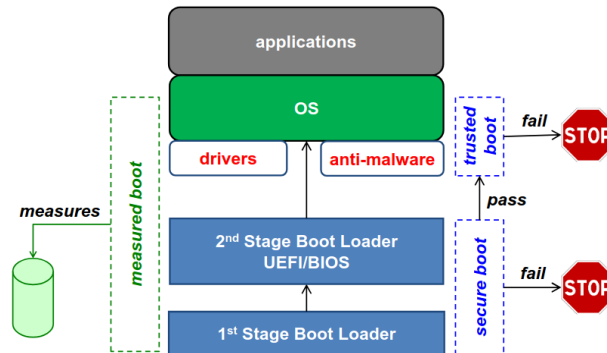 applications
OS
drivers
anti-malware
measured boot
measures
trusted
boot
fail
STOP
pass
2nd Stage Boot Loader
UEFI/BIOS
secure boot
fail
STOP
1st Stage Boot Loader